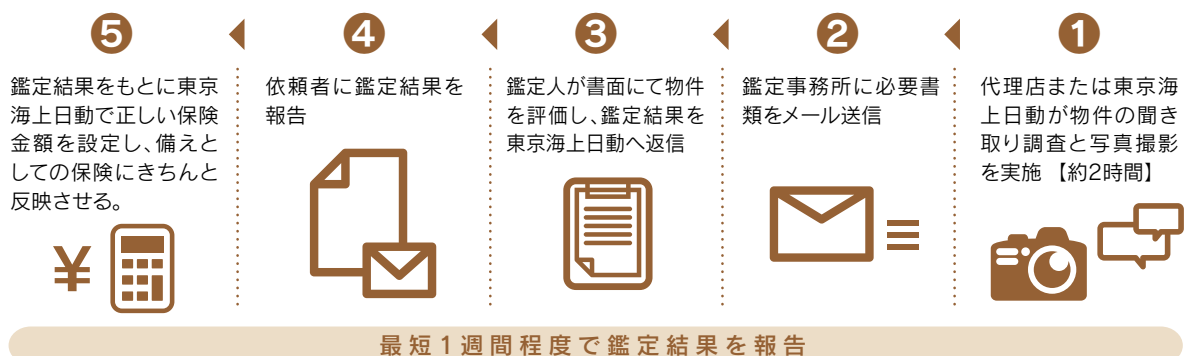 ❶
代理店または東京海
上日動が物件の聞き
取り調査と写真撮影
を実施 【約2時間】
❷
鑑定事務所に必要書
類をメール送信
❸
鑑定人が書面にて物件
を評価し、鑑定結果を
東京海上日動へ返信
❹
依頼者に鑑定結果を
報告
❺
鑑定結果をもとに東京
海上日動で正しい保険
金額を設定し、備えと
しての保険にきちんと
反映させる。
¥
最短1週間程度で鑑定結果を報告